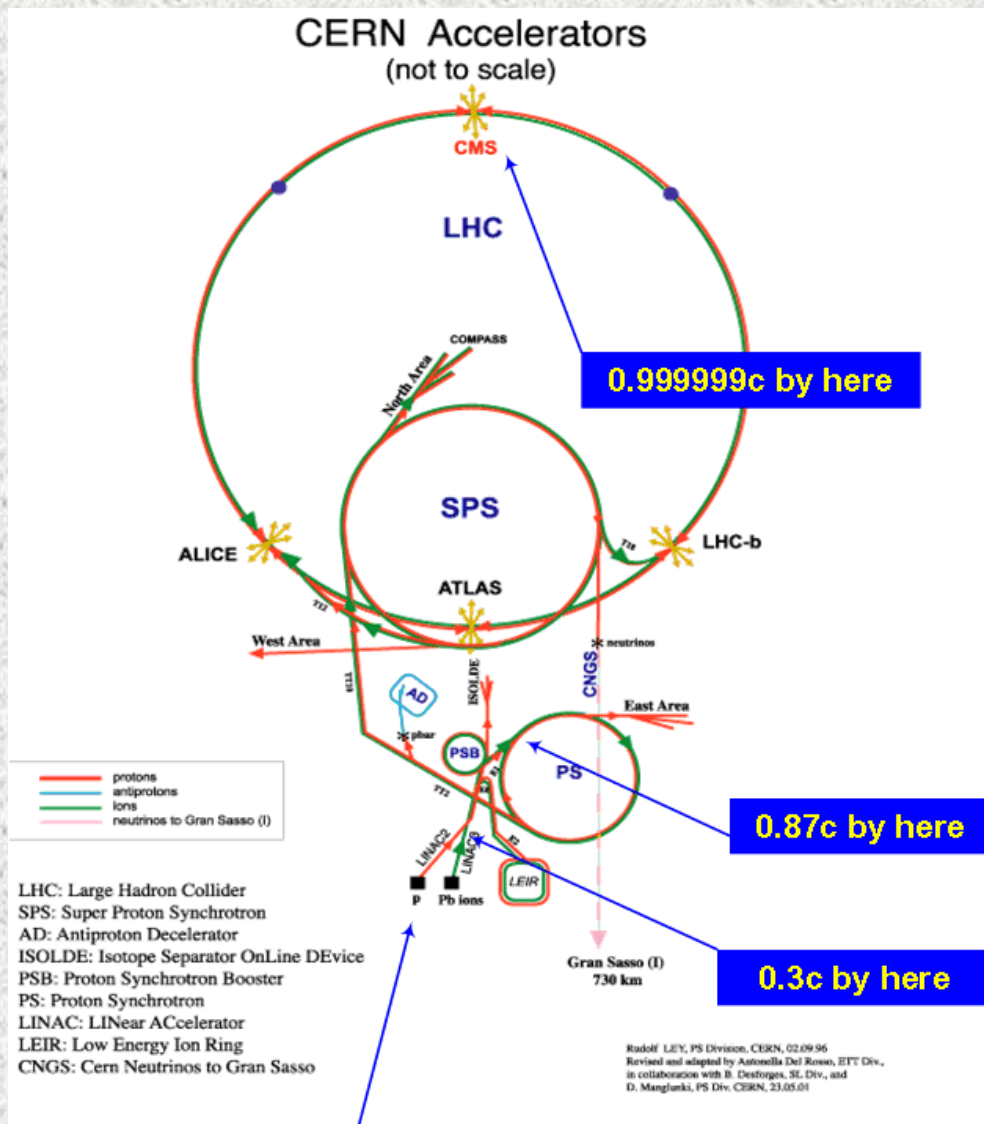 CERN Accelerators
(not to scale)
CMS
LHC
0.999999c by here
COMPASS
North Area
SPS
ALICE
LHC-b
TI8
ATLAS
TI2
West Area
neutrinos
ISOLDE
CNGS
TT10
AD
East Area
pbar
PSB
PS
protons
antiprotons
ions
neutrinos to Gran Sasso (I)
TT2
0.87c by here
LINAC2
LINAC3
E2
LEIR
p Pb ions
LHC: Large Hadron Collider
SPS: Super Proton Synchrotron
AD: Antiproton Decelerator
ISOLDE: Isotope Separator OnLine DEvice
PSB: Proton Synchrotron Booster
PS: Proton Synchrotron
LINAC: LINear ACcelerator
LEIR: Low Energy Ion Ring
CNGS: Cern Neutrinos to Gran Sasso
Gran Sasso (I)
730 km
0.3c by here
Rudolf LEY, PS Division, CERN, 02.09.96
Revised and adapted by Antonella Del Rosso, ETT Div.,
in collaboration with B. Desforges, SL Div., and
D. Manglunki, PS Div. CERN, 23.05.01